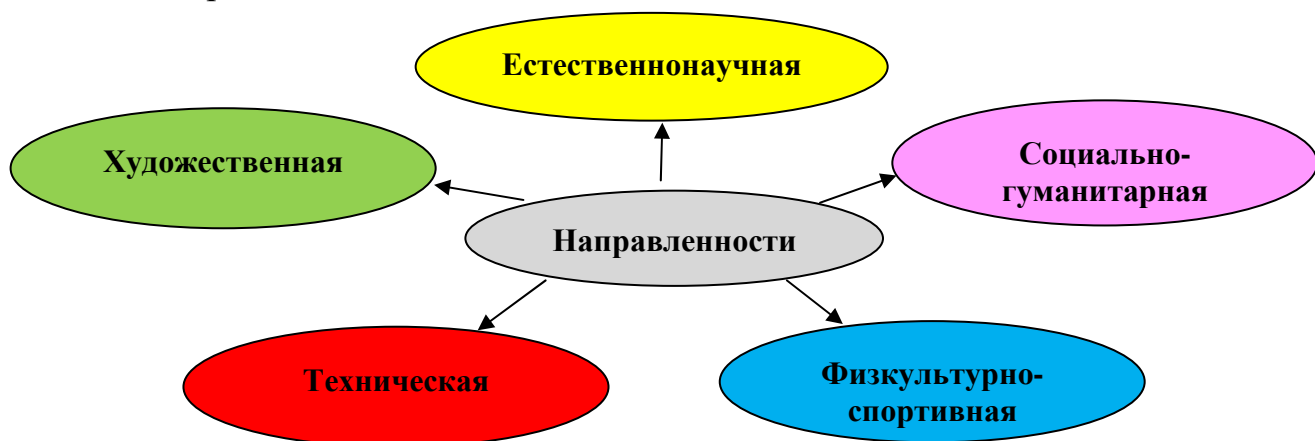 Естественнонаучная
Художественная
Социально-
гуманитарная
Направленности
Техническая
Физкультурно-
спортивная